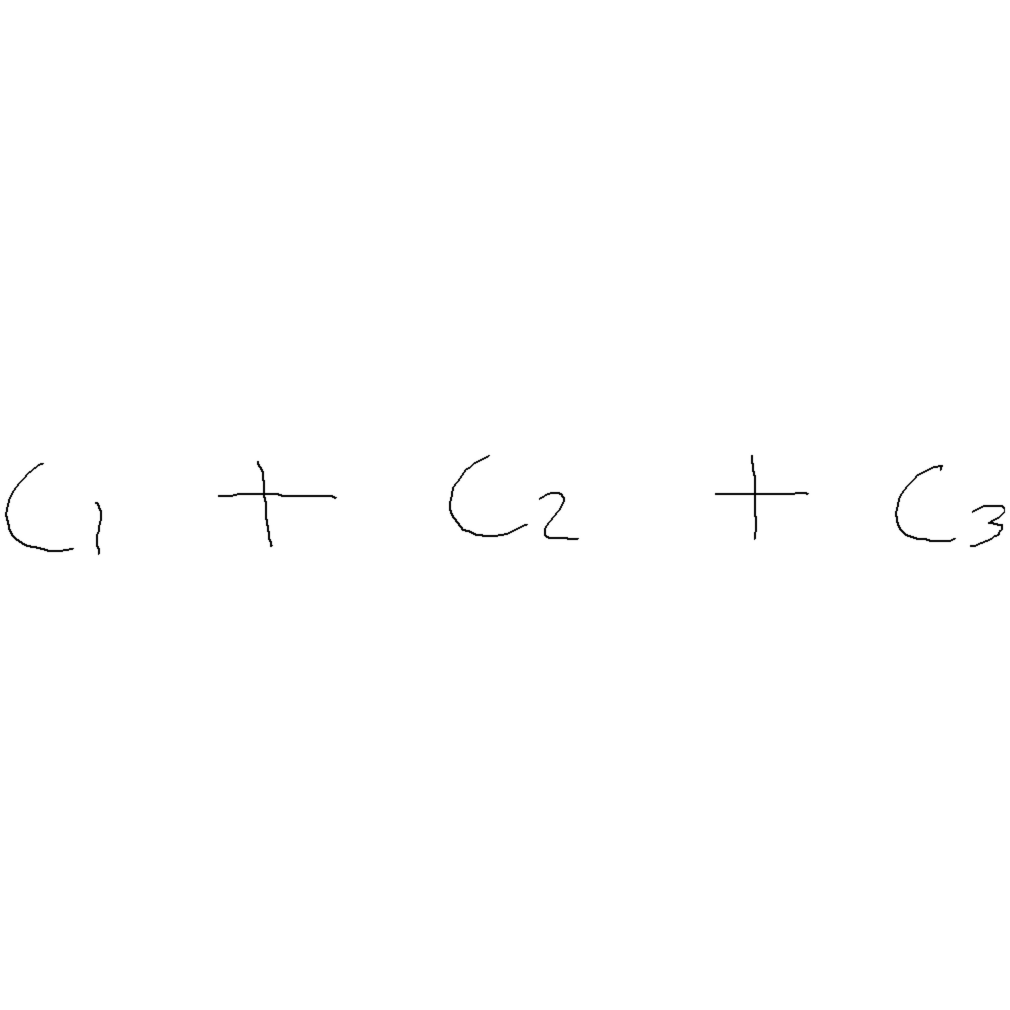 C₁ + C₂ + C₃